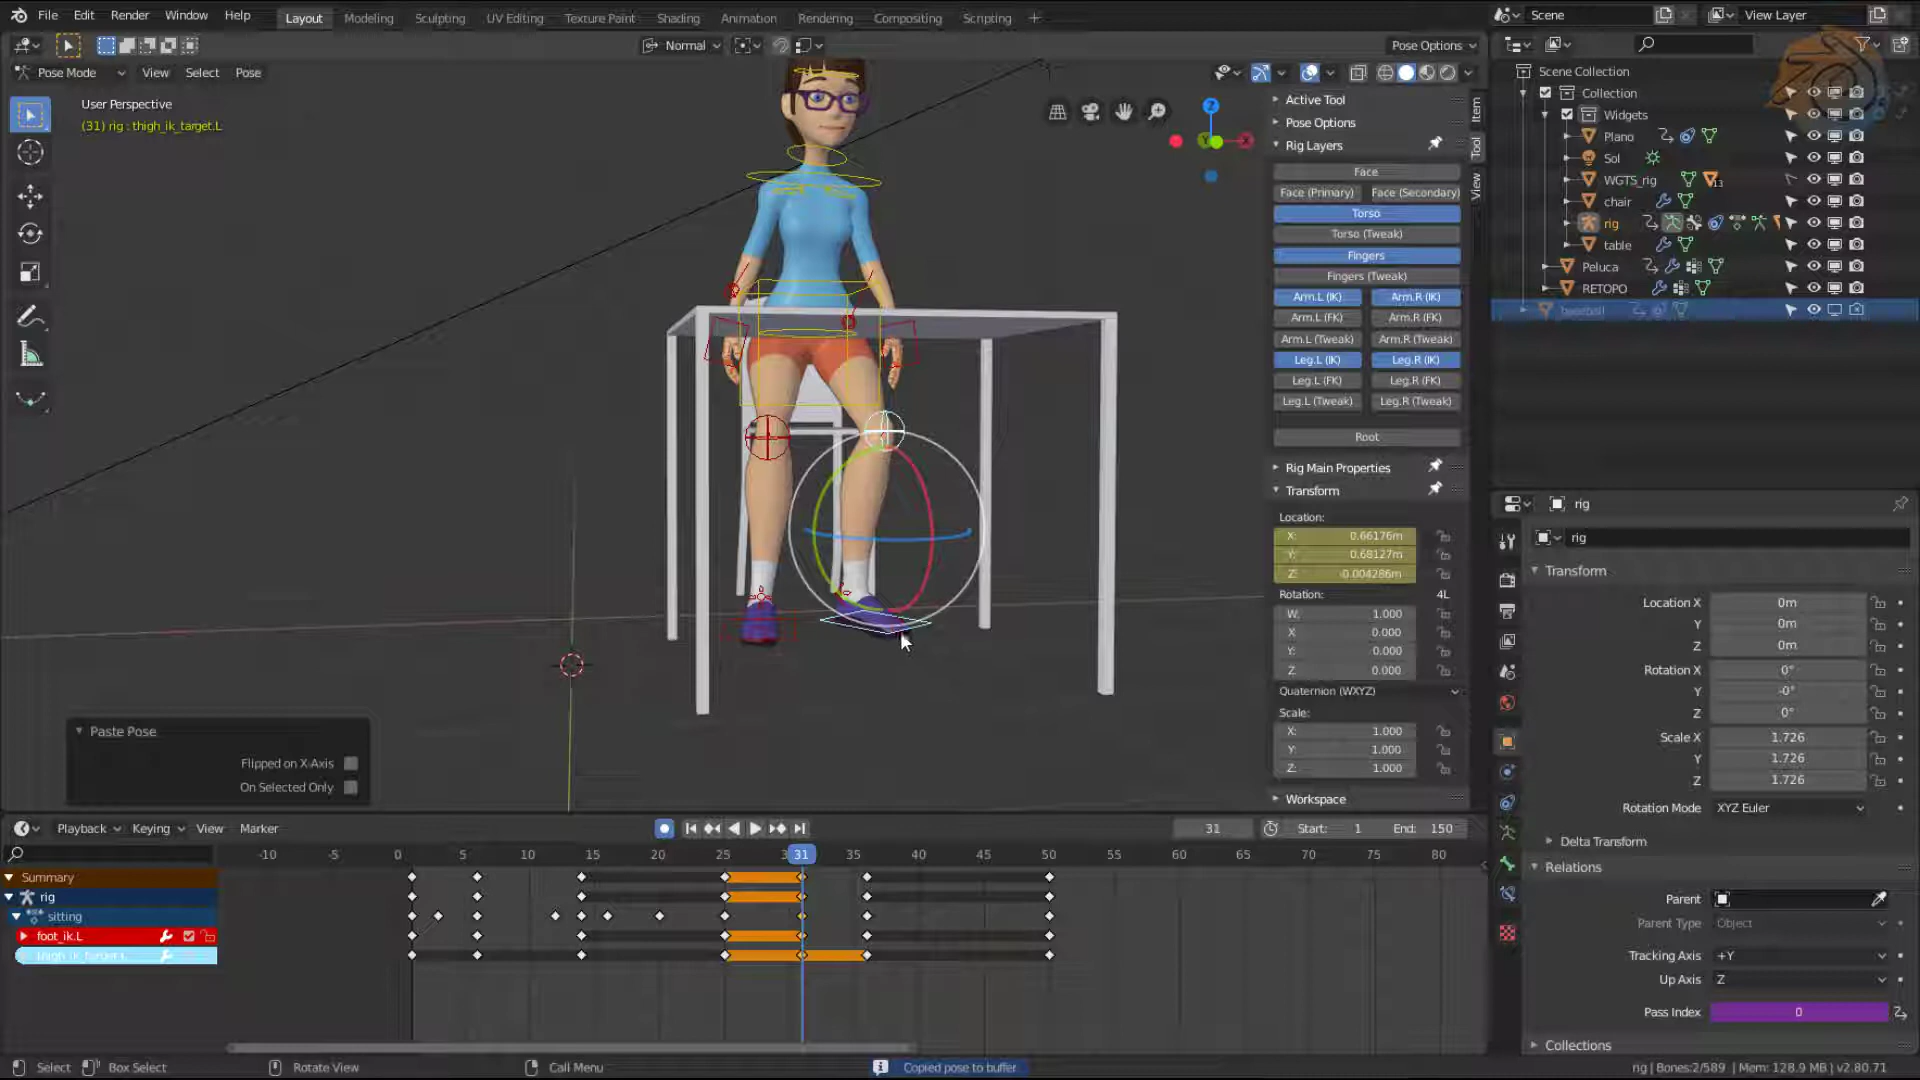 File Edit Render Window Help
Layout Modeling Sculpting UV Editing Texture Paint Shading Animation Rendering Compositing Scripting +
Scene
View Layer
Normal
Pose Options
Pose Mode View Select Pose
User Perspective
(31) rig : thigh_ik_target.L
Z
Active Tool
Pose Options
Rig Layers
Face
Face (Primary) Face (Secondary)
Torso
Torso (Tweak)
Fingers
Fingers (Tweak)
Arm.L (IK) Arm.R (IK)
Arm.L (FK) Arm.R (FK)
Arm.L (Tweak) Arm.R (Tweak)
Leg.L (IK) Leg.R (IK)
Leg.L (FK) Leg.R (FK)
Leg.L (Tweak) Leg.R (Tweak)
Root
Rig Main Properties
Transform
Location:
X: 0.66176m
Y: 0.68127m
Z: -0.004286m
Rotation: 4L
W: 1.000
X: 0.000
Y: 0.000
Z: 0.000
Quaternion (WXYZ)
Scale:
X: 1.000
Y: 1.000
Z: 1.000
Workspace
Item
Tool
View
Scene Collection
Collection
Widgets
Plano
Sol
WGTS_rig 13
chair
rig
table
Peluca
RETOPO
rig
rig
Transform
Location X 0m
Y 0m
Z 0m
Rotation X 0°
Y -0°
Z 0°
Scale X 1.726
Y 1.726
Z 1.726
Rotation Mode XYZ Euler
Delta Transform
Relations
Parent
Parent Type Object
Tracking Axis +Y
Up Axis Z
Pass Index 0
Collections
Paste Pose
Flipped on X-Axis
On Selected Only
Playback Keying View Marker
31 Start: 1 End: 150
-10 -5 0 5 10 15 20 25 31 35 40 45 50 55 60 65 70 75 80
Summary
rig
sitting
foot_ik.L
thigh_ik_target.L
Select Box Select Rotate View Call Menu Copied pose to buffer rig | Bones:2/589 | Mem: 128.9 MB | v2.80.71